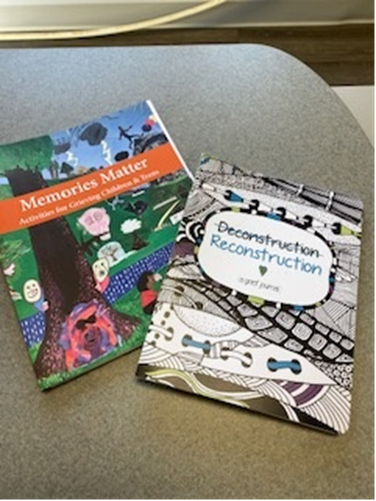 Memories Matter
Activities for Grieving Children & Teens
Deconstruction
Reconstruction
(a grief journal)